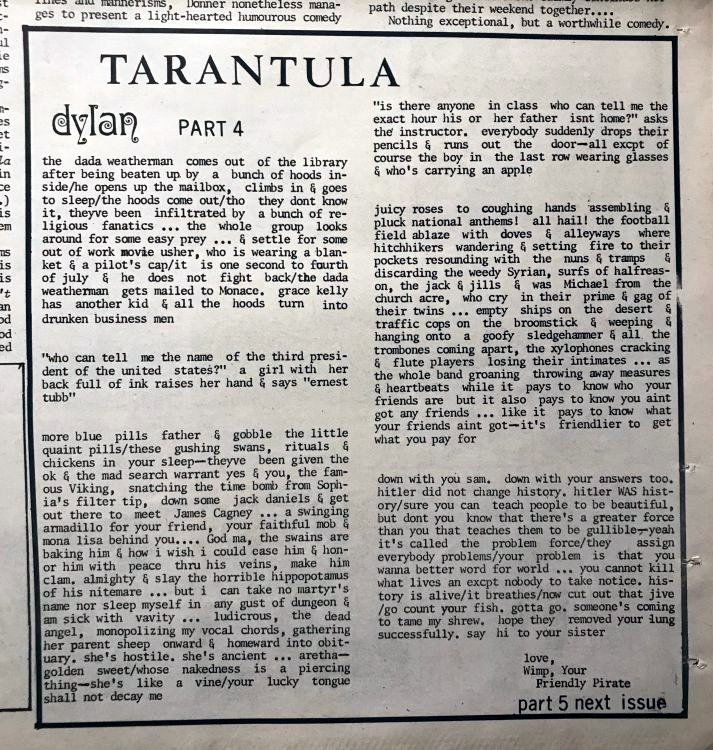 lines and mannerisms, Donner nonetheless mana-
ges to present a light-hearted humourous comedy
path despite their weekend together....
Nothing exceptional, but a worthwhile comedy.
TARANTULA
dylan PART 4
the dada weatherman comes out of the library
after being beaten up by a bunch of hoods in-
side/he opens up the mailbox, climbs in & goes
to sleep/the hoods come out/tho they dont know
it, theyve been infiltrated by a bunch of re-
ligious fanatics ... the whole group looks
around for some easy prey ... & settle for some
out of work movie usher, who is wearing a blan-
ket & a pilot's cap/it is one second to fourth
of july & he does not fight back/the dada
weatherman gets mailed to Monaco. grace kelly
has another kid & all the hoods turn into
drunken business men
"who can tell me the name of the third presi-
dent of the united states?" a girl with her
back full of ink raises her hand & says "ernest
tubb"
more blue pills father & gobble the little
quaint pills/these gushing swans, rituals &
chickens in your sleep—theyve been given the
ok & the mad search warrant yes & you, the fam-
ous Viking, snatching the time bomb from Soph-
ia's filter tip, down some jack daniels & get
out there to meet James Cagney ... a swinging
armadillo for your friend, your faithful mob &
mona lisa behind you.... God ma, the swains are
baking him & how i wish i could ease him & hon-
or him with peace thru his veins, make him
clam. almighty & slay the horrible hippopotamus
of his nitemare ... but i can take no martyr's
name nor sleep myself in any gust of dungeon &
am sick with vavity ... ludicrous, the dead
angel, monopolizing my vocal chords, gathering
her parent sheep onward & homeward into obit-
uary. she's hostile. she's ancient ... aretha—
golden sweet/whose nakedness is a piercing
thing—she's like a vine/your lucky tongue
shall not decay me
"is there anyone in class who can tell me the
exact hour his or her father isnt home?" asks
the instructor. everybody suddenly drops their
pencils & runs out the door—all excpt of
course the boy in the last row wearing glasses
& who's carrying an apple
juicy roses to coughing hands assembling &
pluck national anthems! all hail! the football
field ablaze with doves & alleyways where
hitchhikers wandering & setting fire to their
pockets resounding with the nuns & tramps &
discarding the weedy Syrian, surfs of halfreas-
on, the jack & jills & was Michael from the
church acre, who cry in their prime & gag of
their twins ... empty ships on the desert &
traffic cops on the broomstick & weeping &
hanging onto a goofy sledgehammer & all the
trombones coming apart, the xylophones cracking
& flute players losing their intimates ... as
the whole band groaning throwing away measures
& heartbeats while it pays to know who your
friends are but it also pays to know you aint
got any friends ... like it pays to know what
your friends aint got—it's friendlier to get
what you pay for
down with you sam. down with your answers too.
hitler did not change history. hitler WAS hist-
ory/sure you can teach people to be beautiful,
but dont you know that there's a greater force
than you that teaches them to be gullible—yeah
it's called the problem force/they assign
everybody problems/your problem is that you
wanna better word for world ... you cannot kill
what lives an excpt nobody to take notice. his-
tory is alive/it breathes/now cut out that jive
/go count your fish. gotta go. someone's coming
to tame my shrew. hope they removed your lung
successfully. say hi to your sister
love,
Wimp, Your
Friendly Pirate
part 5 next issue